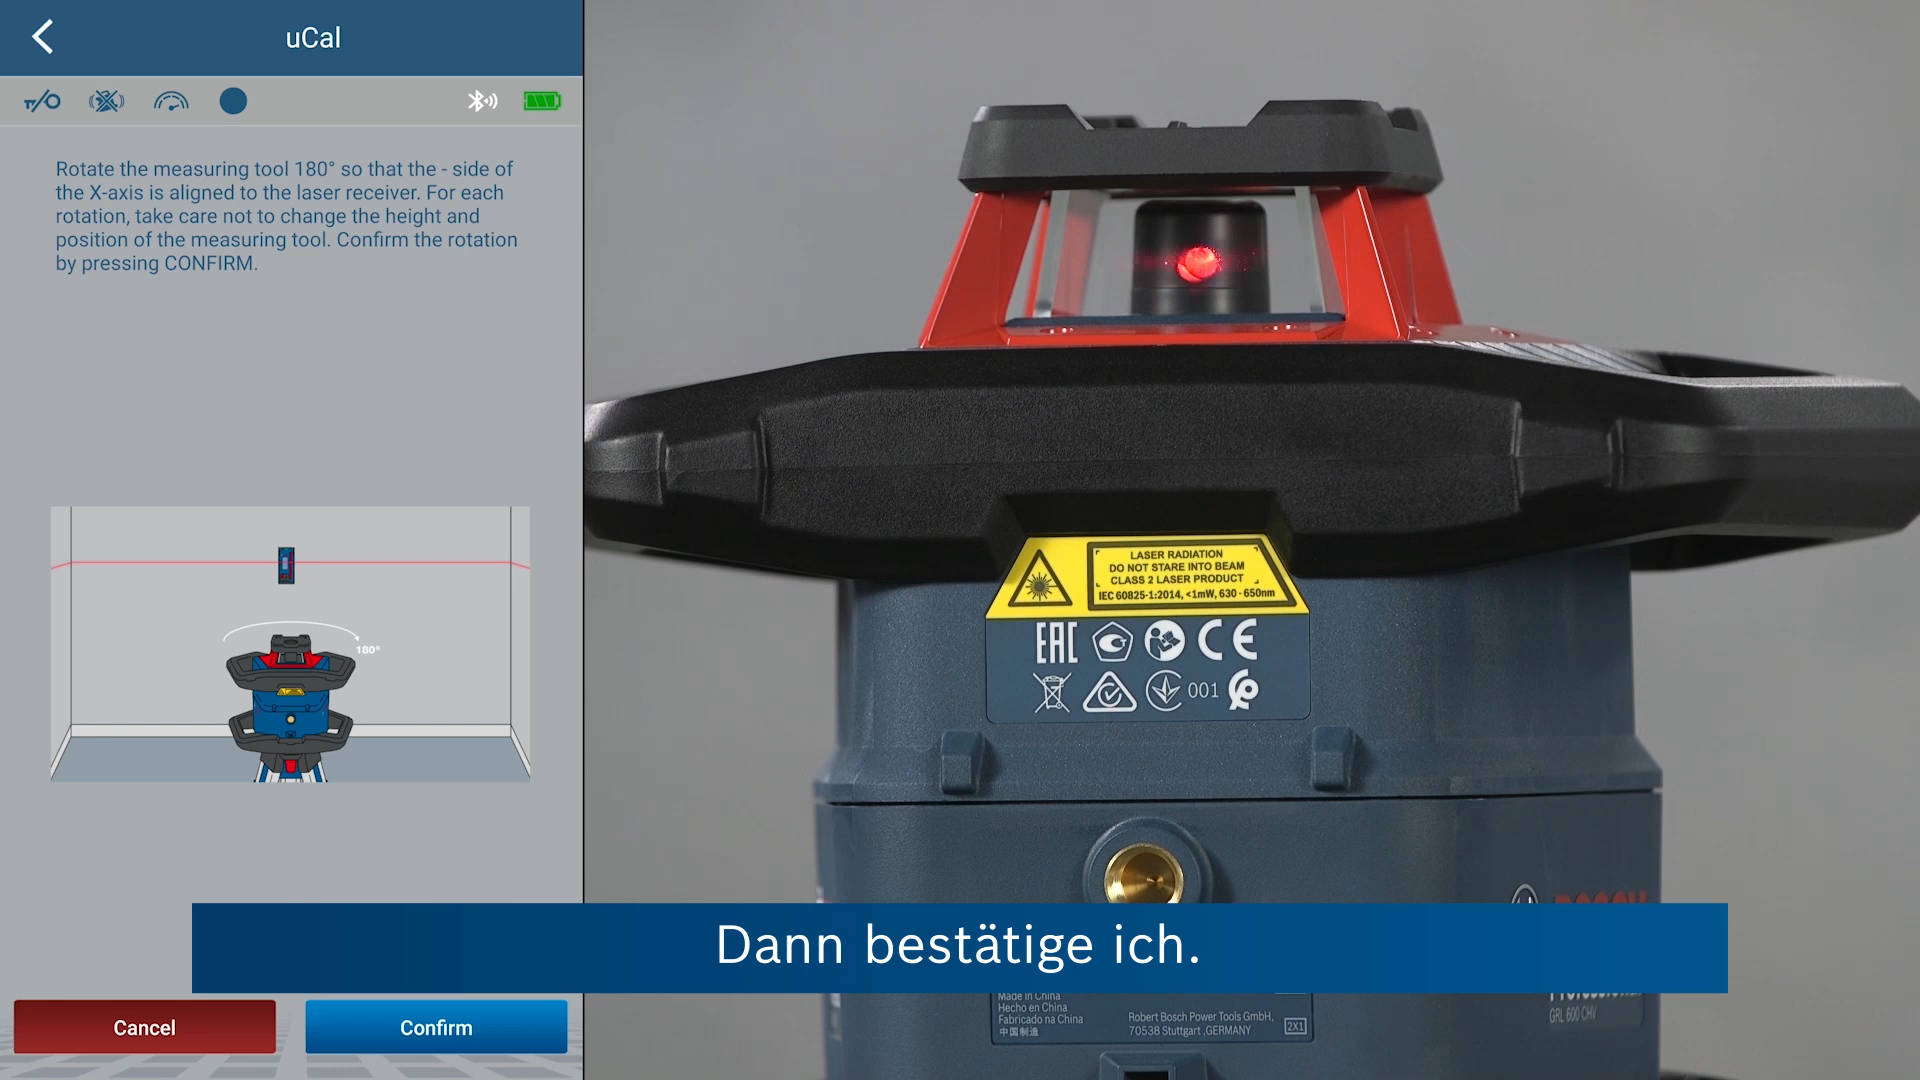 uCal
Rotate the measuring tool 180° so that the - side of
the X-axis is aligned to the laser receiver. For each
rotation, take care not to change the height and
position of the measuring tool. Confirm the rotation
by pressing CONFIRM.
180°
Cancel
Confirm
LASER RADIATION
DO NOT STARE INTO BEAM
CLASS 2 LASER PRODUCT
IEC 60825-1:2014, <1mW, 630 - 650nm
EAC
CE
001
Dann bestätige ich.
Made in China
Hecho en China
Fabricado na China
中国制造
Robert Bosch Power Tools GmbH,
70538 Stuttgart ,GERMANY
2X1
GRL 600 CHV